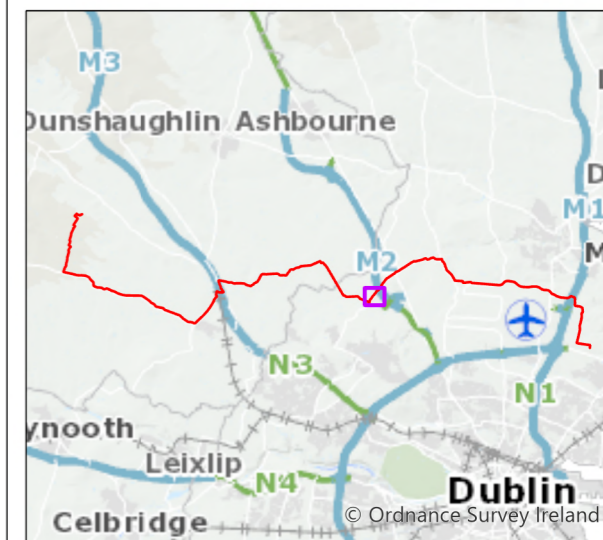 M3
Dunshaughlin Ashbourne
M1
M2
N3
N1
Leixlip
N4
Dublin
Celbridge
© Ordnance Survey Ireland